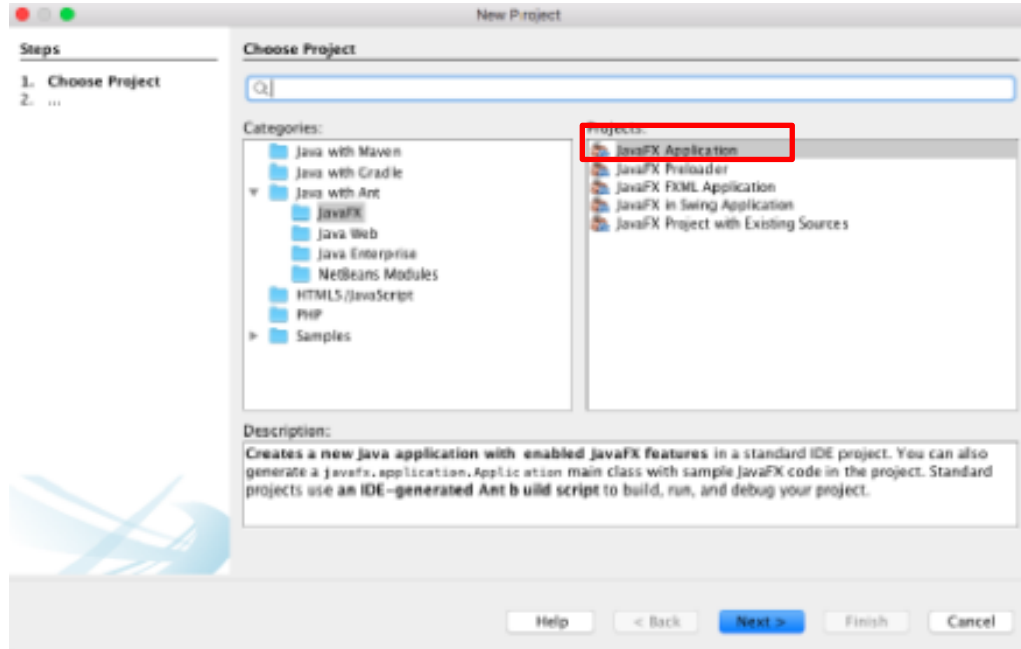 New Project
Steps
1. Choose Project
2. ...
Choose Project
Categories:
Java with Maven
Java with Gradle
Java with Ant
JavaFX
Java Web
Java Enterprise
NetBeans Modules
HTML5/JavaScript
PHP
Samples
Projects:
JavaFX Application
JavaFX Preloader
JavaFX FXML Application
JavaFX in Swing Application
JavaFX Project with Existing Sources
Description:
Creates a new Java application with enabled JavaFX features in a standard IDE project. You can also
generate a javafx.application.Application main class with sample JavaFX code in the project. Standard
projects use an IDE-generated Ant build script to build, run, and debug your project.
Help
< Back
Next >
Finish
Cancel